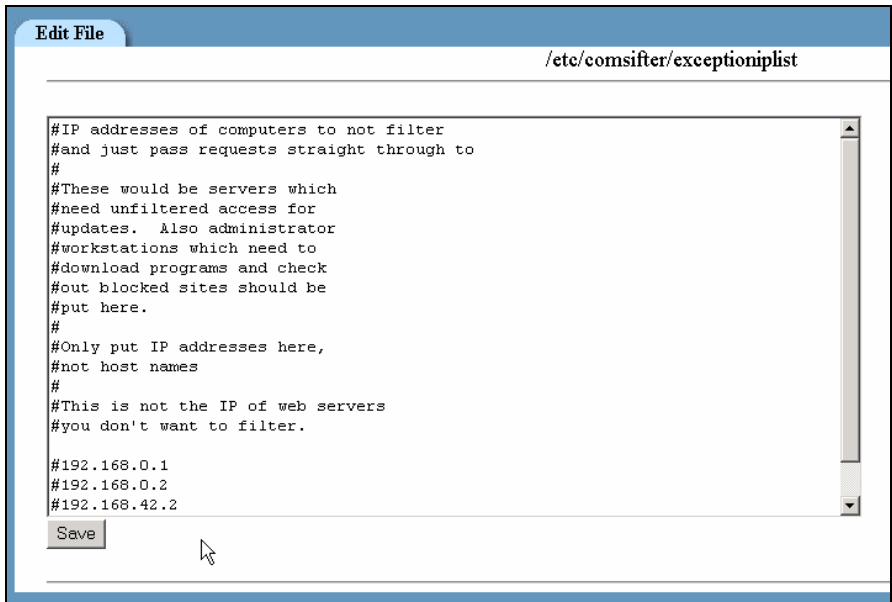 Edit File
/etc/comsifter/exceptioniplist
#IP addresses of computers to not filter
#and just pass requests straight through to
#
#These would be servers which
#need unfiltered access for
#updates.  Also administrator
#workstations which need to
#download programs and check
#out blocked sites should be
#put here.
#
#Only put IP addresses here,
#not host names
#
#This is not the IP of web servers
#you don't want to filter.
#192.168.0.1
#192.168.0.2
#192.168.42.2
Save